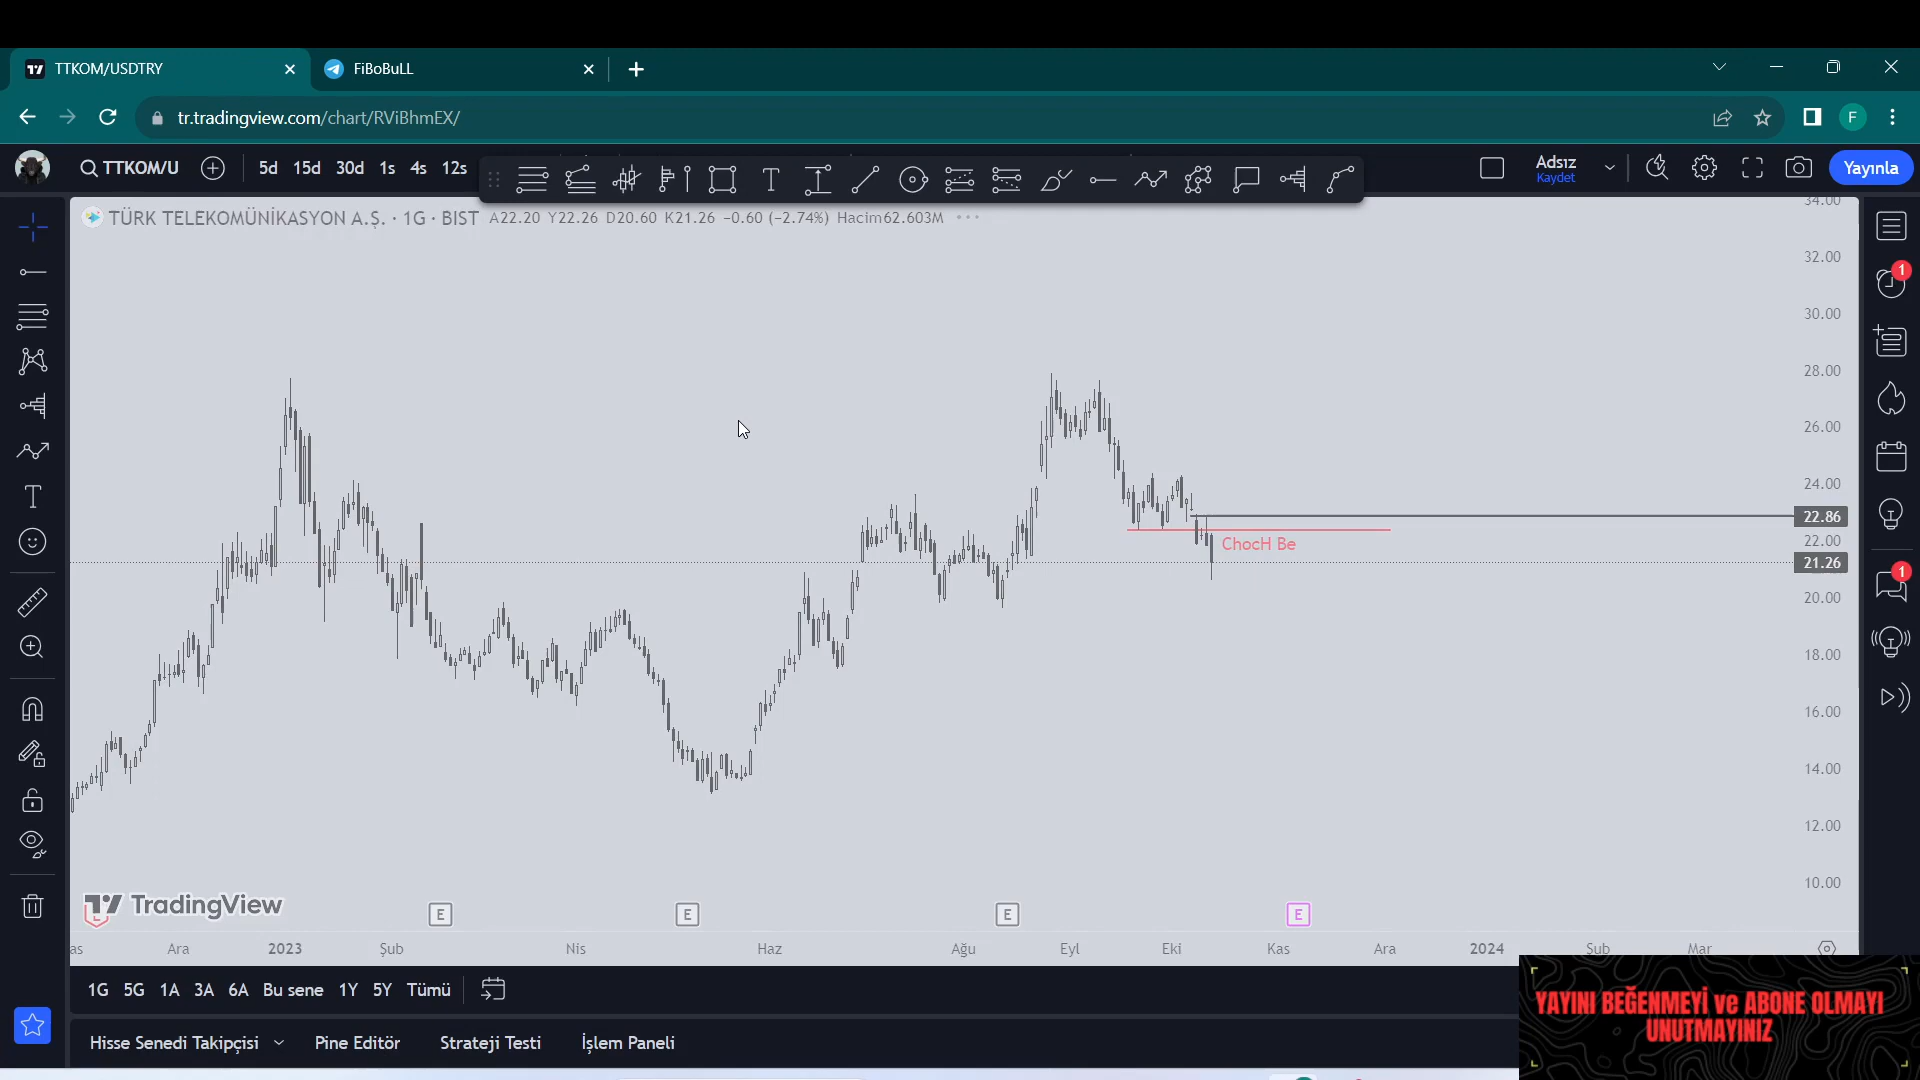 TTKOM/USDTRY
FiBoBuLL
tr.tradingview.com/chart/RViBhmEX/
F
TTKOM/U
5d 15d 30d 1s 4s 12s
Adsız
Kaydet
Yayınla
TÜRK TELEKOMÜNİKASYON A.Ş. · 1G · BIST A22.20 Y22.26 D20.60 K21.26 −0.60 (−2.74%) Hacim62.603M
34.00
32.00
30.00
28.00
26.00
24.00
22.86
22.00
21.26
20.00
18.00
16.00
14.00
12.00
10.00
ChocH Be
1
1
TradingView
E E E E
as Ara 2023 Şub Nis Haz Ağu Eyl Eki Kas Ara 2024 Şub Mar
1G 5G 1A 3A 6A Bu sene 1Y 5Y Tümü
Hisse Senedi Takipçisi Pine Editör Strateji Testi İşlem Paneli
YAYINI BEĞENMEYİ ve ABONE OLMAYI
UNUTMAYINIZ